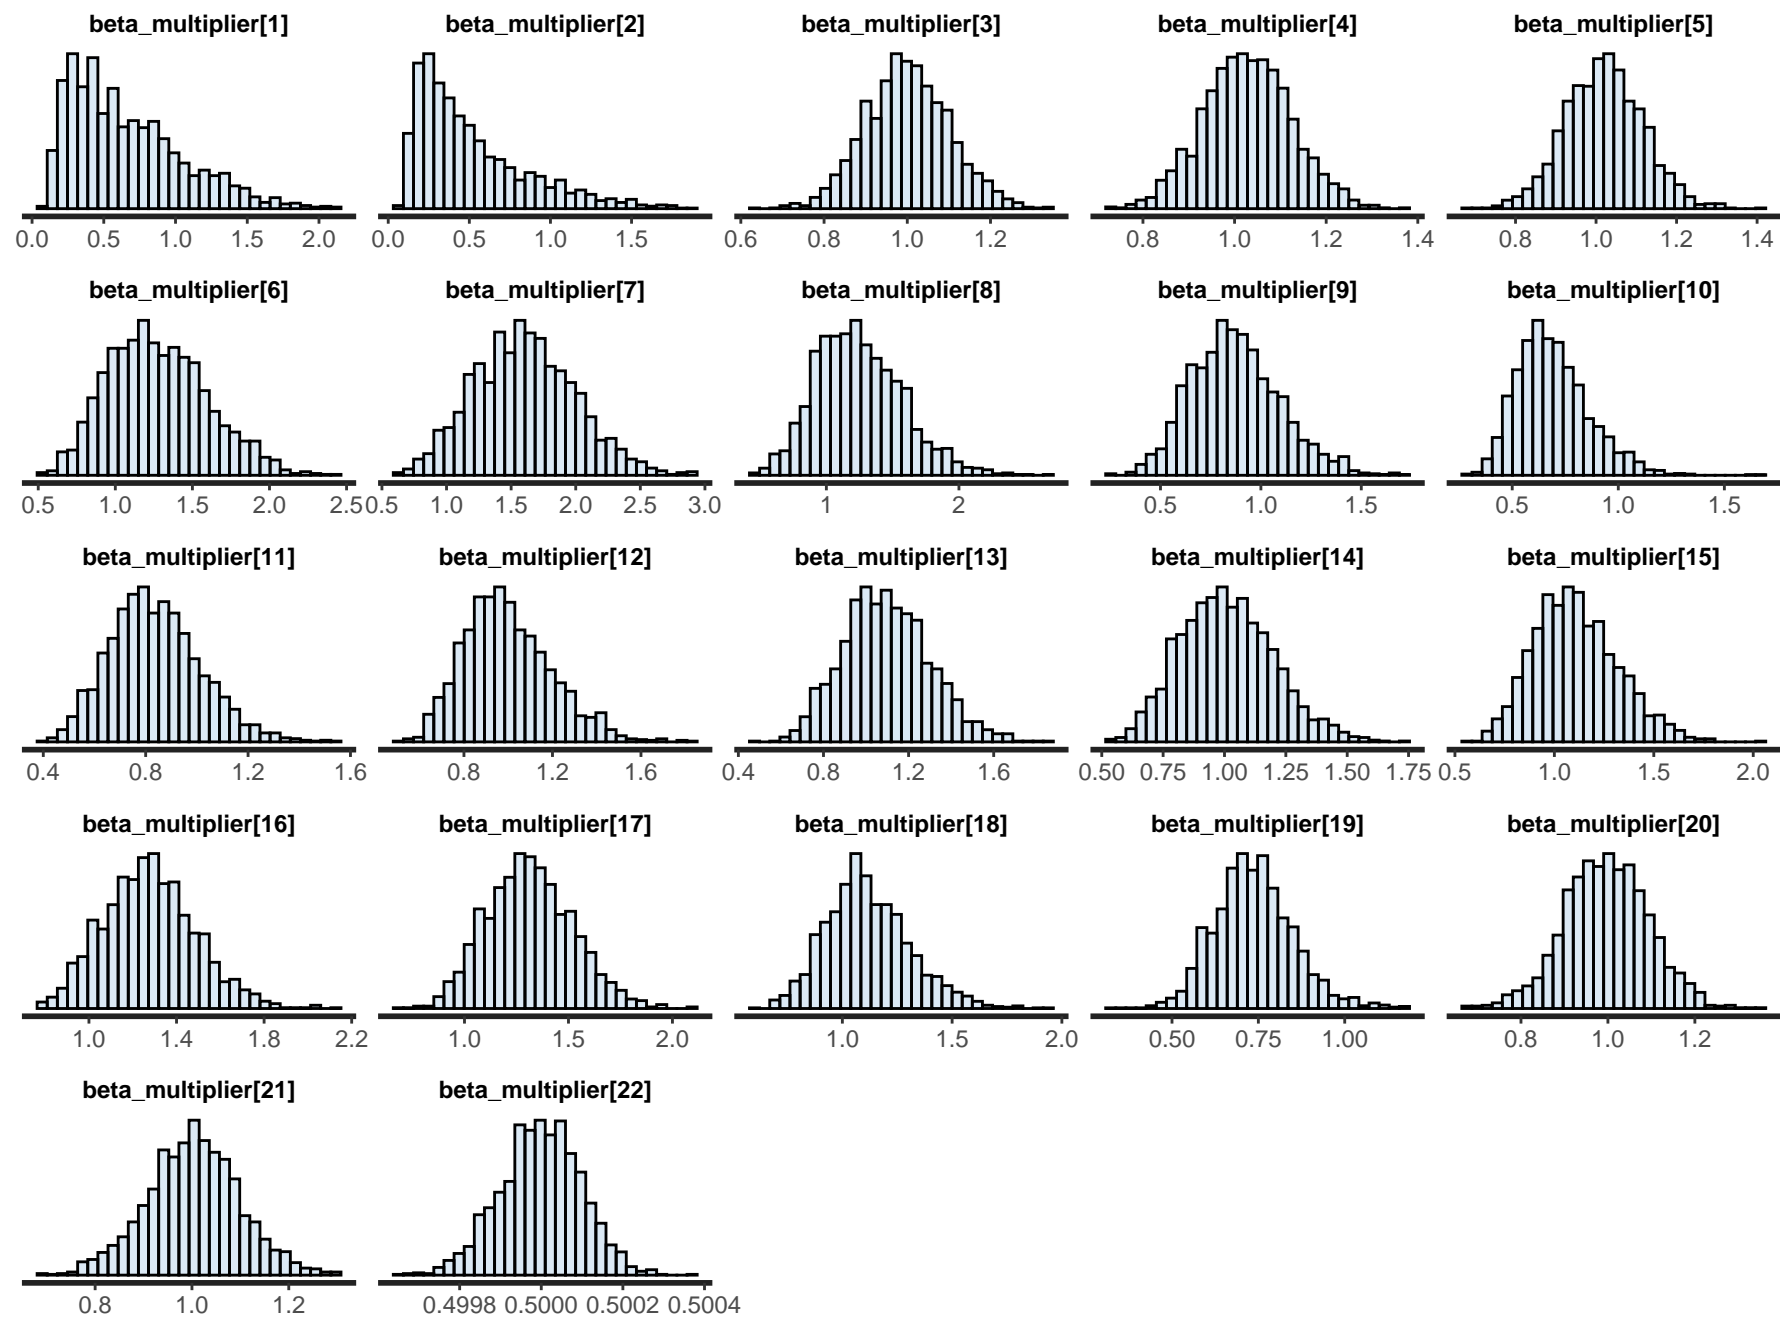 beta_multiplier[1] beta_multiplier[2] beta_multiplier[3] beta_multiplier[4] beta_multiplier[5]
0.0 0.5 1.0 1.5 2.0 0.0 0.5 1.0 1.5 0.6 0.8 1.0 1.2 0.8 1.0 1.2 1.4 0.8 1.0 1.2 1.4
beta_multiplier[6] beta_multiplier[7] beta_multiplier[8] beta_multiplier[9] beta_multiplier[10]
0.5 1.0 1.5 2.0 2.5 0.5 1.0 1.5 2.0 2.5 3.0 1 2 0.5 1.0 1.5 0.5 1.0 1.5
beta_multiplier[11] beta_multiplier[12] beta_multiplier[13] beta_multiplier[14] beta_multiplier[15]
0.4 0.8 1.2 1.6 0.8 1.2 1.6 0.4 0.8 1.2 1.6 0.50 0.75 1.00 1.25 1.50 1.75 0.5 1.0 1.5 2.0
beta_multiplier[16] beta_multiplier[17] beta_multiplier[18] beta_multiplier[19] beta_multiplier[20]
1.0 1.4 1.8 2.2 1.0 1.5 2.0 1.0 1.5 2.0 0.50 0.75 1.00 0.8 1.0 1.2
beta_multiplier[21] beta_multiplier[22]
0.8 1.0 1.2 0.4998 0.5000 0.5002 0.5004